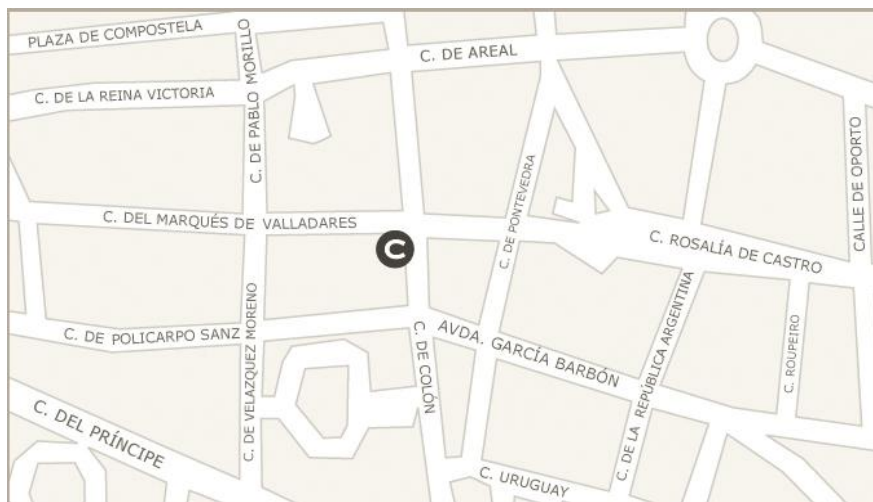 PLAZA DE COMPOSTELA
C. DE AREAL
C. DE PABLO MORILLO
C. DE LA REINA VICTORIA
CALLE DE OPORTO
C. DE PONTEVEDRA
C. DEL MARQUÉS DE VALLADARES
C. ROSALÍA DE CASTRO
C
C. DE POLICARPO SANZ
C. DE VELAZQUEZ MORENO
C. DE COLÓN
AVDA. GARCÍA BARBÓN
C. DE LA REPÚBLICA ARGENTINA
C. ROUPEIRO
C. DEL PRÍNCIPE
C. URUGUAY